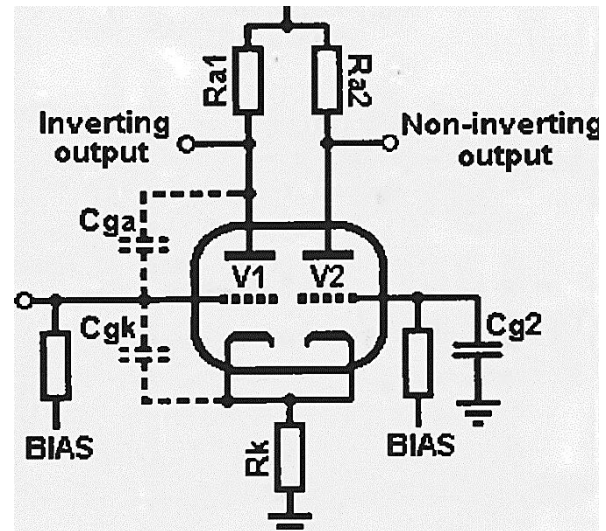 Ra1
Ra2
Inverting
output
Non-inverting
output
Cga
V1
V2
Cgk
Cg2
BIAS
Rk
BIAS